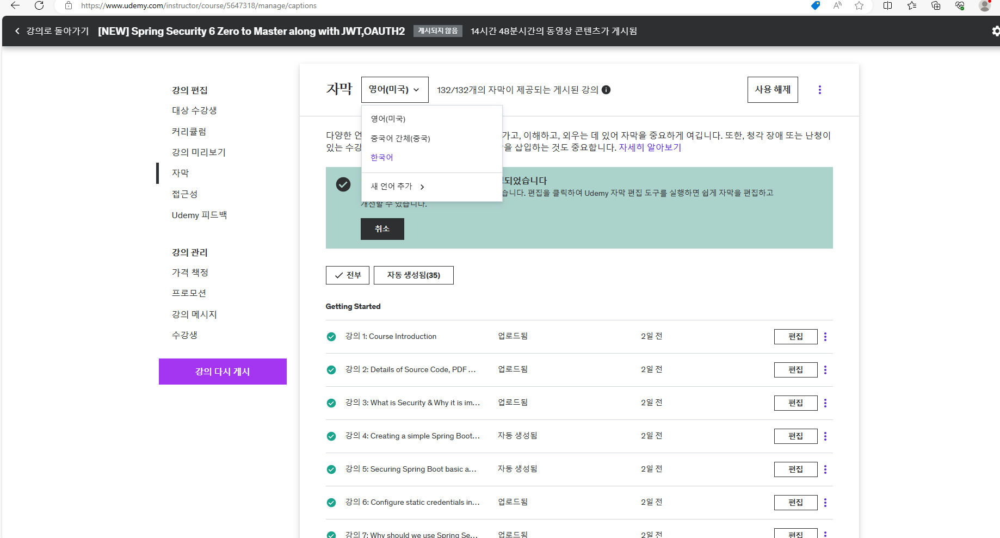 https://www.udemy.com/instructor/course/5647318/manage/captions
강의로 돌아가기 [NEW] Spring Security 6 Zero to Master along with JWT,OAUTH2 게시되지 않음 14시간 48분시간의 동영상 콘텐츠가 게시됨
강의 편집
대상 수강생
커리큘럼
강의 미리보기
자막
접근성
Udemy 피드백
강의 관리
가격 책정
프로모션
강의 메시지
수강생
강의 다시 게시
자막 영어(미국) 132/132개의 자막이 제공되는 게시된 강의 사용 해제
영어(미국)
중국어 간체(중국)
한국어
새 언어 추가
다양한 언 가고, 이해하고, 외우는 데 있어 자막을 중요하게 여깁니다. 또한, 청각 장애 또는 난청이
있는 수강 을 삽입하는 것도 중요합니다. 자세히 알아보기
되었습니다
습니다. 편집을 클릭하여 Udemy 자막 편집 도구를 실행하면 쉽게 자막을 편집하고
개선할 수 있습니다.
취소
전부 자동 생성됨(35)
Getting Started
강의 1: Course Introduction 업로드됨 2일 전 편집
강의 2: Details of Source Code, PDF ... 업로드됨 2일 전 편집
강의 3: What is Security & Why it is im... 업로드됨 2일 전 편집
강의 4: Creating a simple Spring Boot... 자동 생성됨 2일 전 편집
강의 5: Securing Spring Boot basic a... 자동 생성됨 2일 전 편집
강의 6: Configure static credentials in... 업로드됨 2일 전 편집
강의 7: Why should we use Spring Se... 업로드됨 2일 전 편집